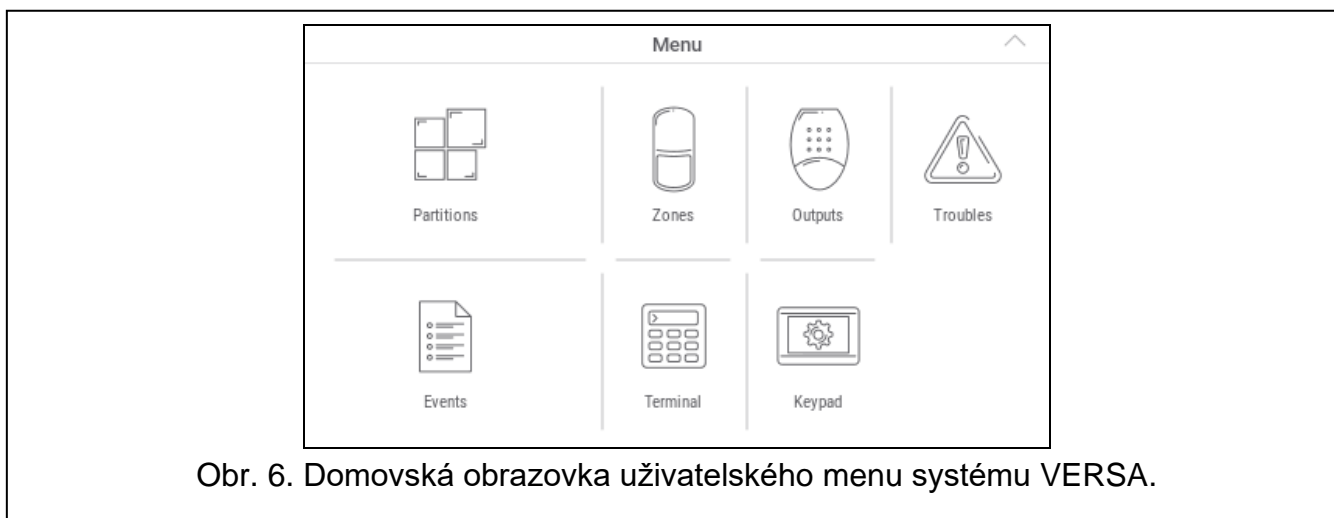 Menu
Partitions
Zones
Outputs
Troubles
Events
Terminal
Keypad
Obr. 6. Domovská obrazovka uživatelského menu systému VERSA.